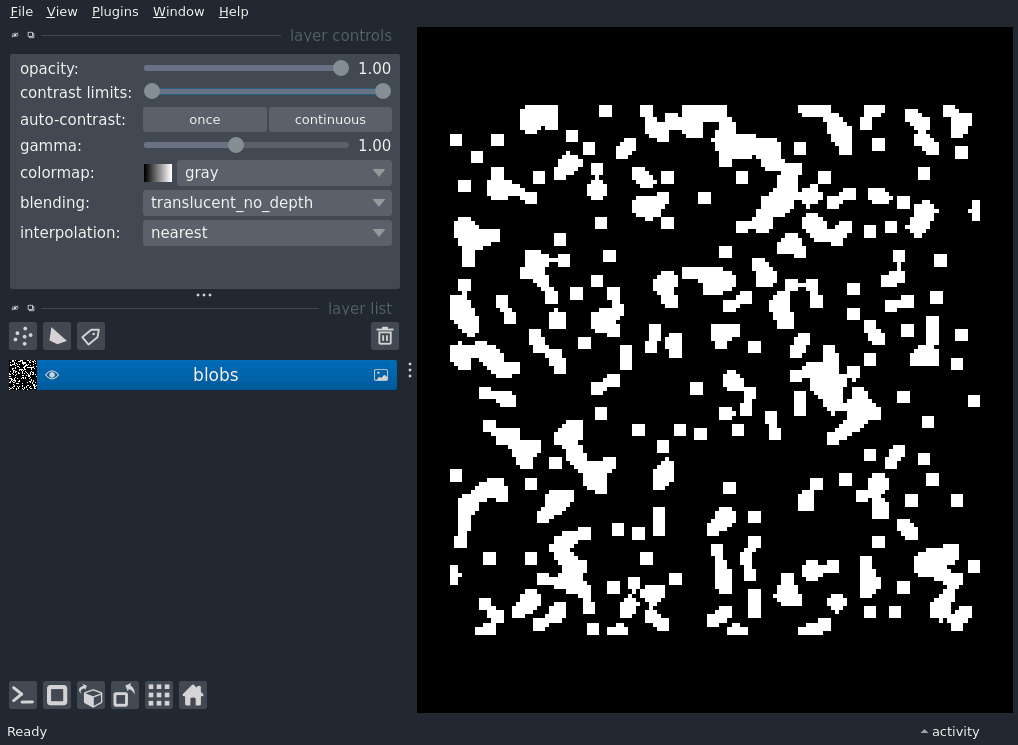 File View Plugins Window Help
layer controls
opacity: 1.00
contrast limits:
auto-contrast: once continuous
gamma: 1.00
colormap: gray
blending: translucent_no_depth
interpolation: nearest
layer list
blobs
Ready
activity